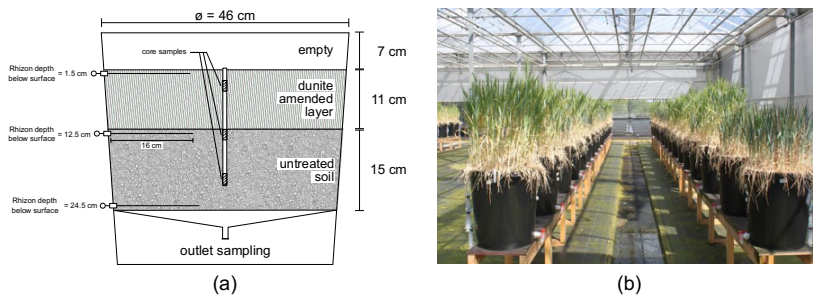 ø = 46 cm
empty
7 cm
core samples
Rhizon depth
below surface = 1.5 cm
dunite
amended
layer
11 cm
Rhizon depth
below surface = 12.5 cm
16 cm
untreated
soil
15 cm
Rhizon depth
below surface = 24.5 cm
outlet sampling
(a)
(b)